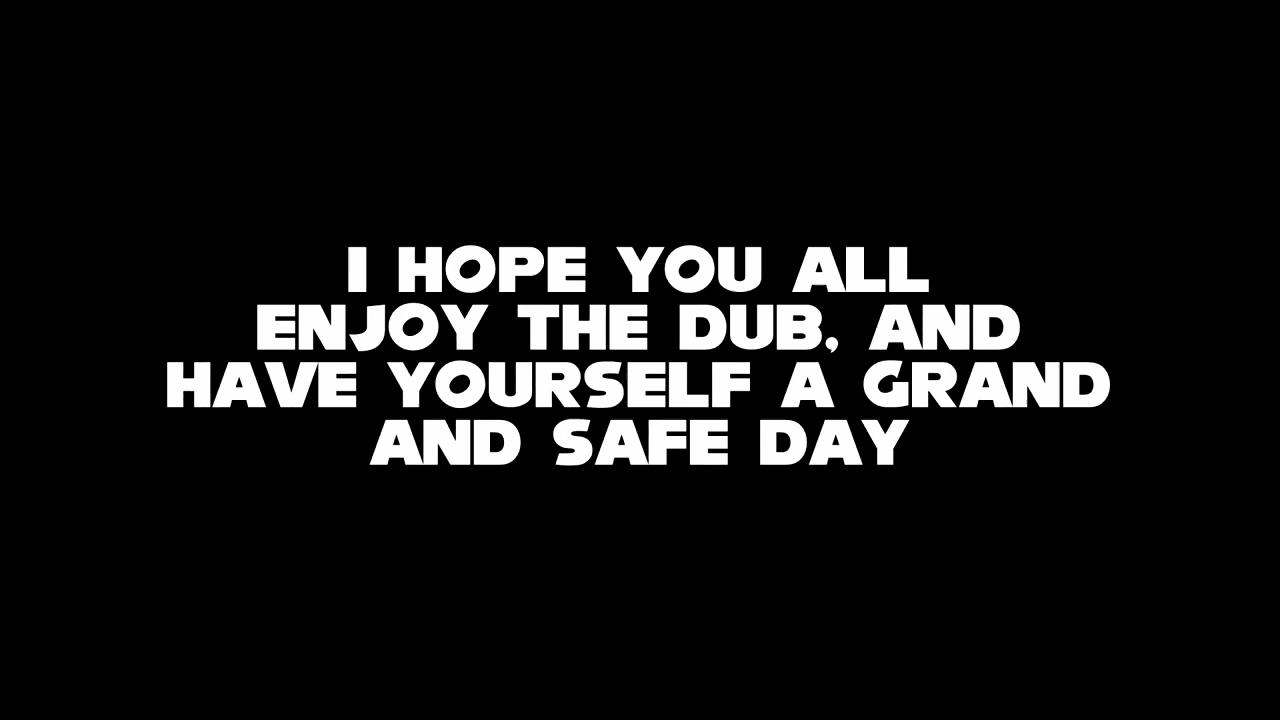 I HOPE YOU ALL
ENJOY THE DUB, AND
HAVE YOURSELF A GRAND
AND SAFE DAY